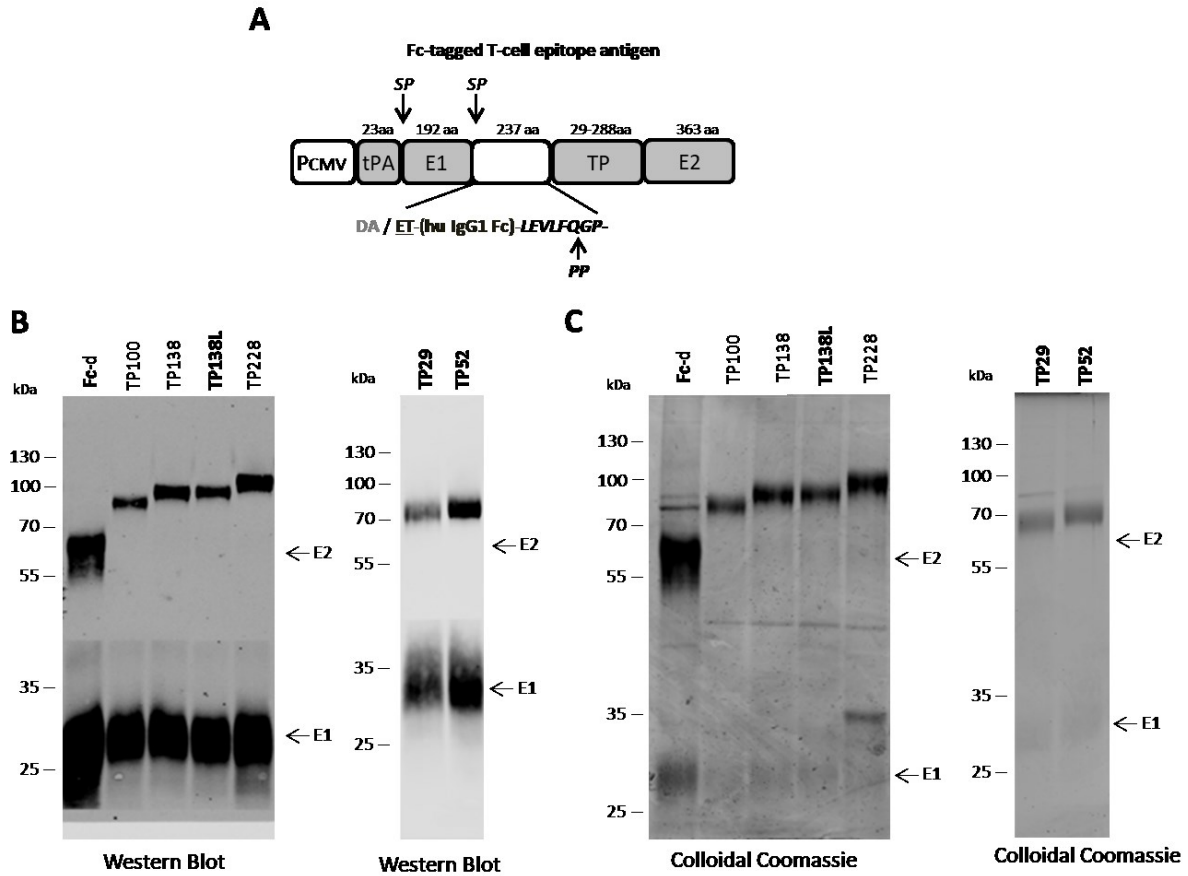 A
Fc-tagged T-cell epitope antigen
SP SP
23aa 192 aa 237 aa 29-288aa 363 aa
PCMV tPA E1 TP E2
DA / ET-(hu IgG1 Fc)-LEVLFQGP-
PP
B
kDa Fc-d TP100 TP138 TP138L TP228
130
100
70
E2
55
35
E1
25
Western Blot
kDa TP29 TP52
130
100
70
E2
55
35
E1
25
Western Blot
C
kDa Fc-d TP100 TP138 TP138L TP228
130
100
70
E2
55
35
E1
25
Colloidal Coomassie
kDa TP29 TP52
130
100
70
E2
55
35
E1
25
Colloidal Coomassie